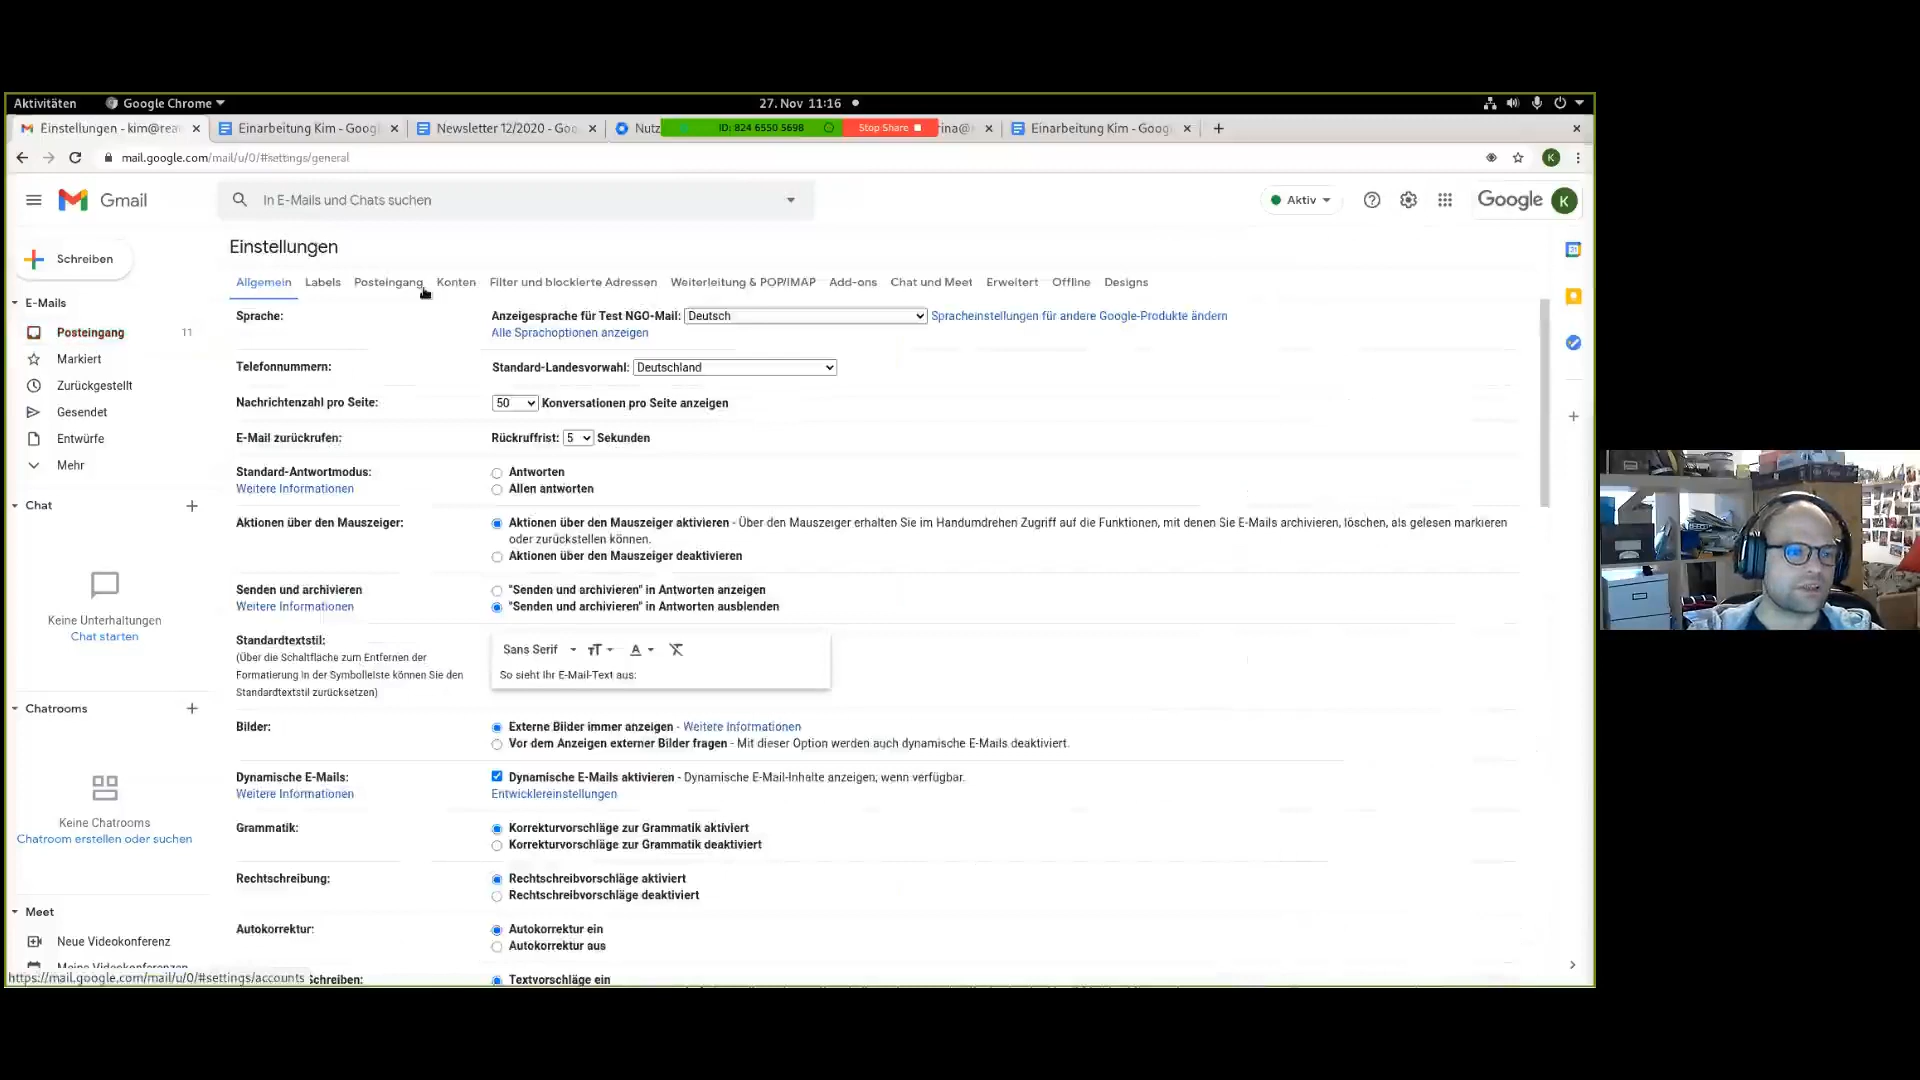 Aktivitäten Google Chrome 27. Nov 11:16
Einstellungen - kim@rea Einarbeitung Kim - Goog Newsletter 12/2020 - Goo Nutz ID: 824 6550 5698 Stop Share rina@ Einarbeitung Kim - Goog
mail.google.com/mail/u/0/#settings/general K
Gmail In E-Mails und Chats suchen Aktiv Google K
Schreiben
E-Mails
Posteingang 11
Markiert
Zurückgestellt
Gesendet
Entwürfe
Mehr
Chat
Keine Unterhaltungen
Chat starten
Chatrooms
Keine Chatrooms
Chatroom erstellen oder suchen
Meet
Neue Videokonferenz
Meine Videokonferenzen
https://mail.google.com/mail/u/0/#settings/accounts
Einstellungen
Allgemein Labels Posteingang Konten Filter und blockierte Adressen Weiterleitung & POP/IMAP Add-ons Chat und Meet Erweitert Offline Designs
Sprache: Anzeigesprache für Test NGO-Mail: Deutsch Spracheinstellungen für andere Google-Produkte ändern
Alle Sprachoptionen anzeigen
Telefonnummern: Standard-Landesvorwahl: Deutschland
Nachrichtenzahl pro Seite: 50 Konversationen pro Seite anzeigen
E-Mail zurückrufen: Rückruffrist: 5 Sekunden
Standard-Antwortmodus: Antworten
Weitere Informationen Allen antworten
Aktionen über den Mauszeiger: Aktionen über den Mauszeiger aktivieren - Über den Mauszeiger erhalten Sie im Handumdrehen Zugriff auf die Funktionen, mit denen Sie E-Mails archivieren, löschen, als gelesen markieren
oder zurückstellen können.
Aktionen über den Mauszeiger deaktivieren
Senden und archivieren "Senden und archivieren" in Antworten anzeigen
Weitere Informationen "Senden und archivieren" in Antworten ausblenden
Standardtextstil:
(Über die Schaltfläche zum Entfernen der
Formatierung in der Symbolleiste können Sie den
Standardtextstil zurücksetzen)
Sans Serif
So sieht Ihr E-Mail-Text aus:
Bilder: Externe Bilder immer anzeigen - Weitere Informationen
Vor dem Anzeigen externer Bilder fragen - Mit dieser Option werden auch dynamische E-Mails deaktiviert.
Dynamische E-Mails: Dynamische E-Mails aktivieren - Dynamische E-Mail-Inhalte anzeigen, wenn verfügbar.
Weitere Informationen Entwicklereinstellungen
Grammatik: Korrekturvorschläge zur Grammatik aktiviert
Korrekturvorschläge zur Grammatik deaktiviert
Rechtschreibung: Rechtschreibvorschläge aktiviert
Rechtschreibvorschläge deaktiviert
Autokorrektur: Autokorrektur ein
Autokorrektur aus
Schreiben: Textvorschläge ein